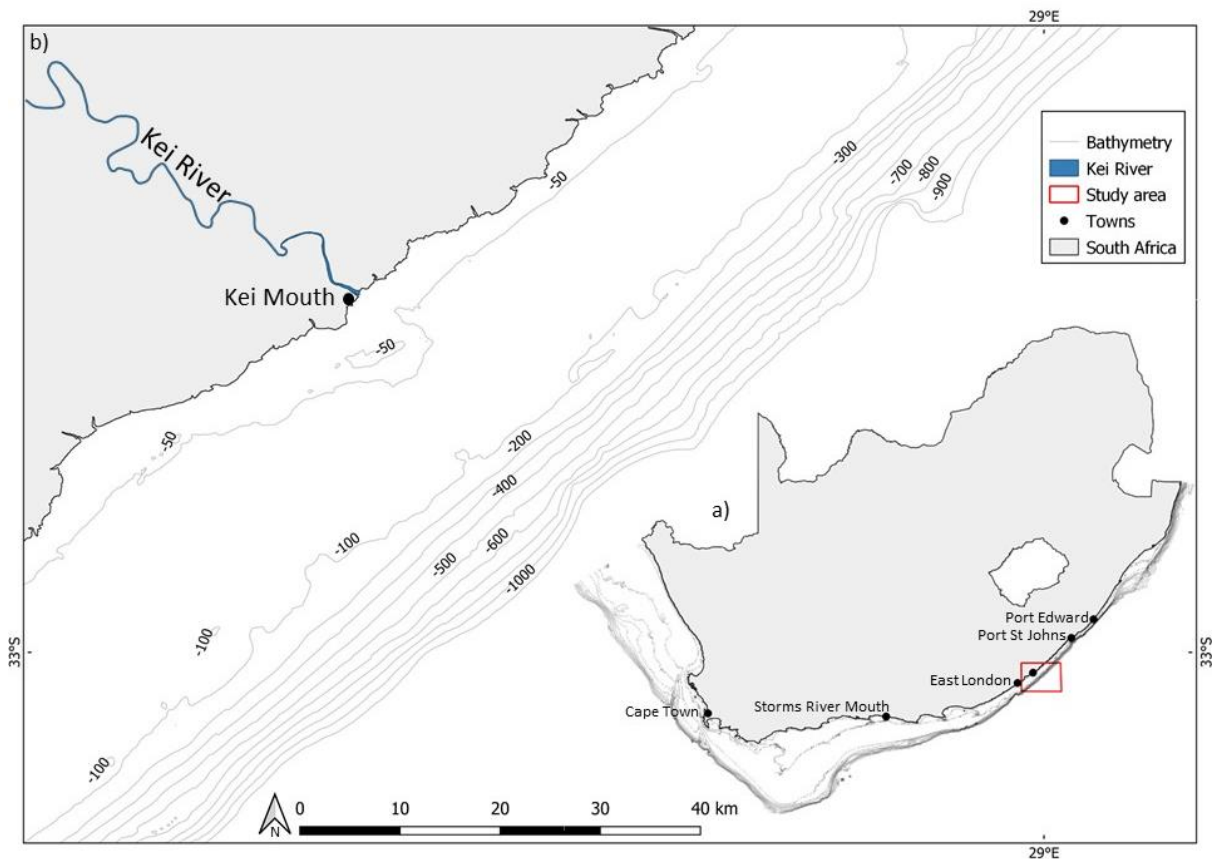 29°E
b)
Kei River
Bathymetry
Kei River
Study area
Towns
South Africa
-300
-700
-800
-900
-50
Kei Mouth
-50
-50
-200
-400
-100
-600
-500
-1000
-100
-100
a)
Port Edward
Port St Johns
East London
Storms River Mouth
Cape Town
33°S
33°S
N
0 10 20 30 40 km
29°E